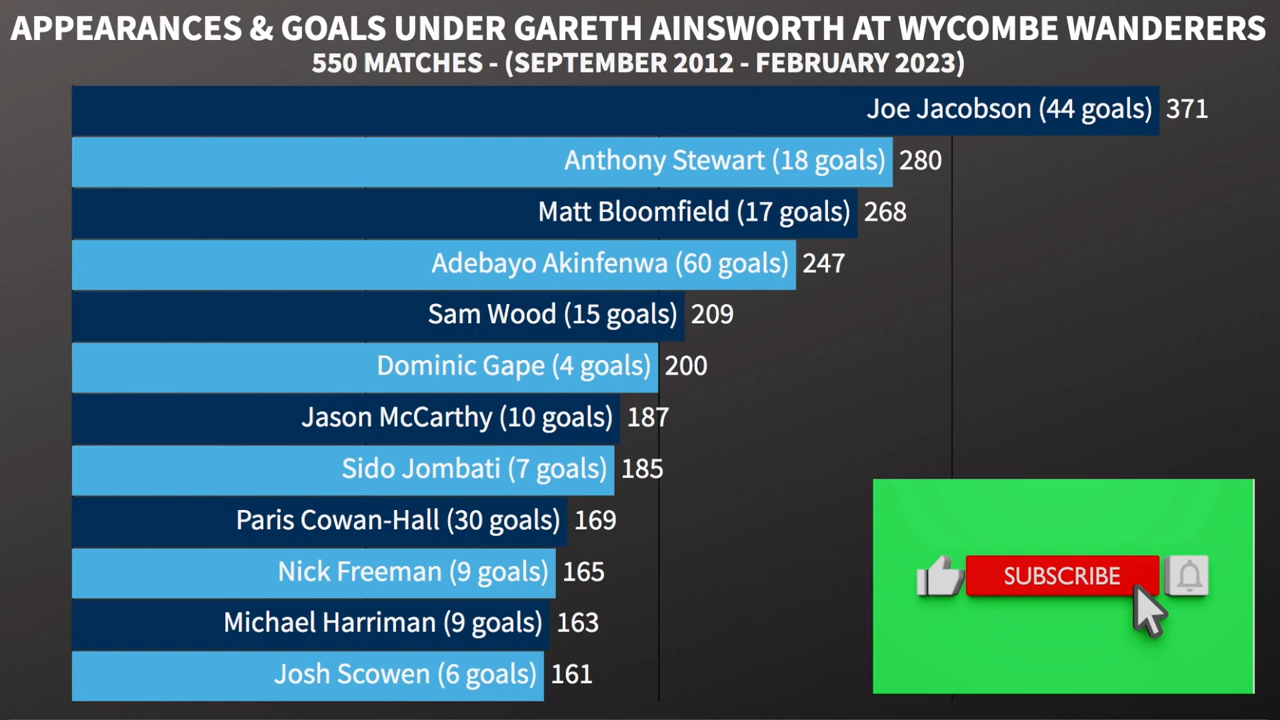 APPEARANCES & GOALS UNDER GARETH AINSWORTH AT WYCOMBE WANDERERS
550 MATCHES - (SEPTEMBER 2012 - FEBRUARY 2023)
Joe Jacobson (44 goals) 371
Anthony Stewart (18 goals) 280
Matt Bloomfield (17 goals) 268
Adebayo Akinfenwa (60 goals) 247
Sam Wood (15 goals) 209
Dominic Gape (4 goals) 200
Jason McCarthy (10 goals) 187
Sido Jombati (7 goals) 185
Paris Cowan-Hall (30 goals) 169
Nick Freeman (9 goals) 165
SUBSCRIBE
Michael Harriman (9 goals) 163
Josh Scowen (6 goals) 161